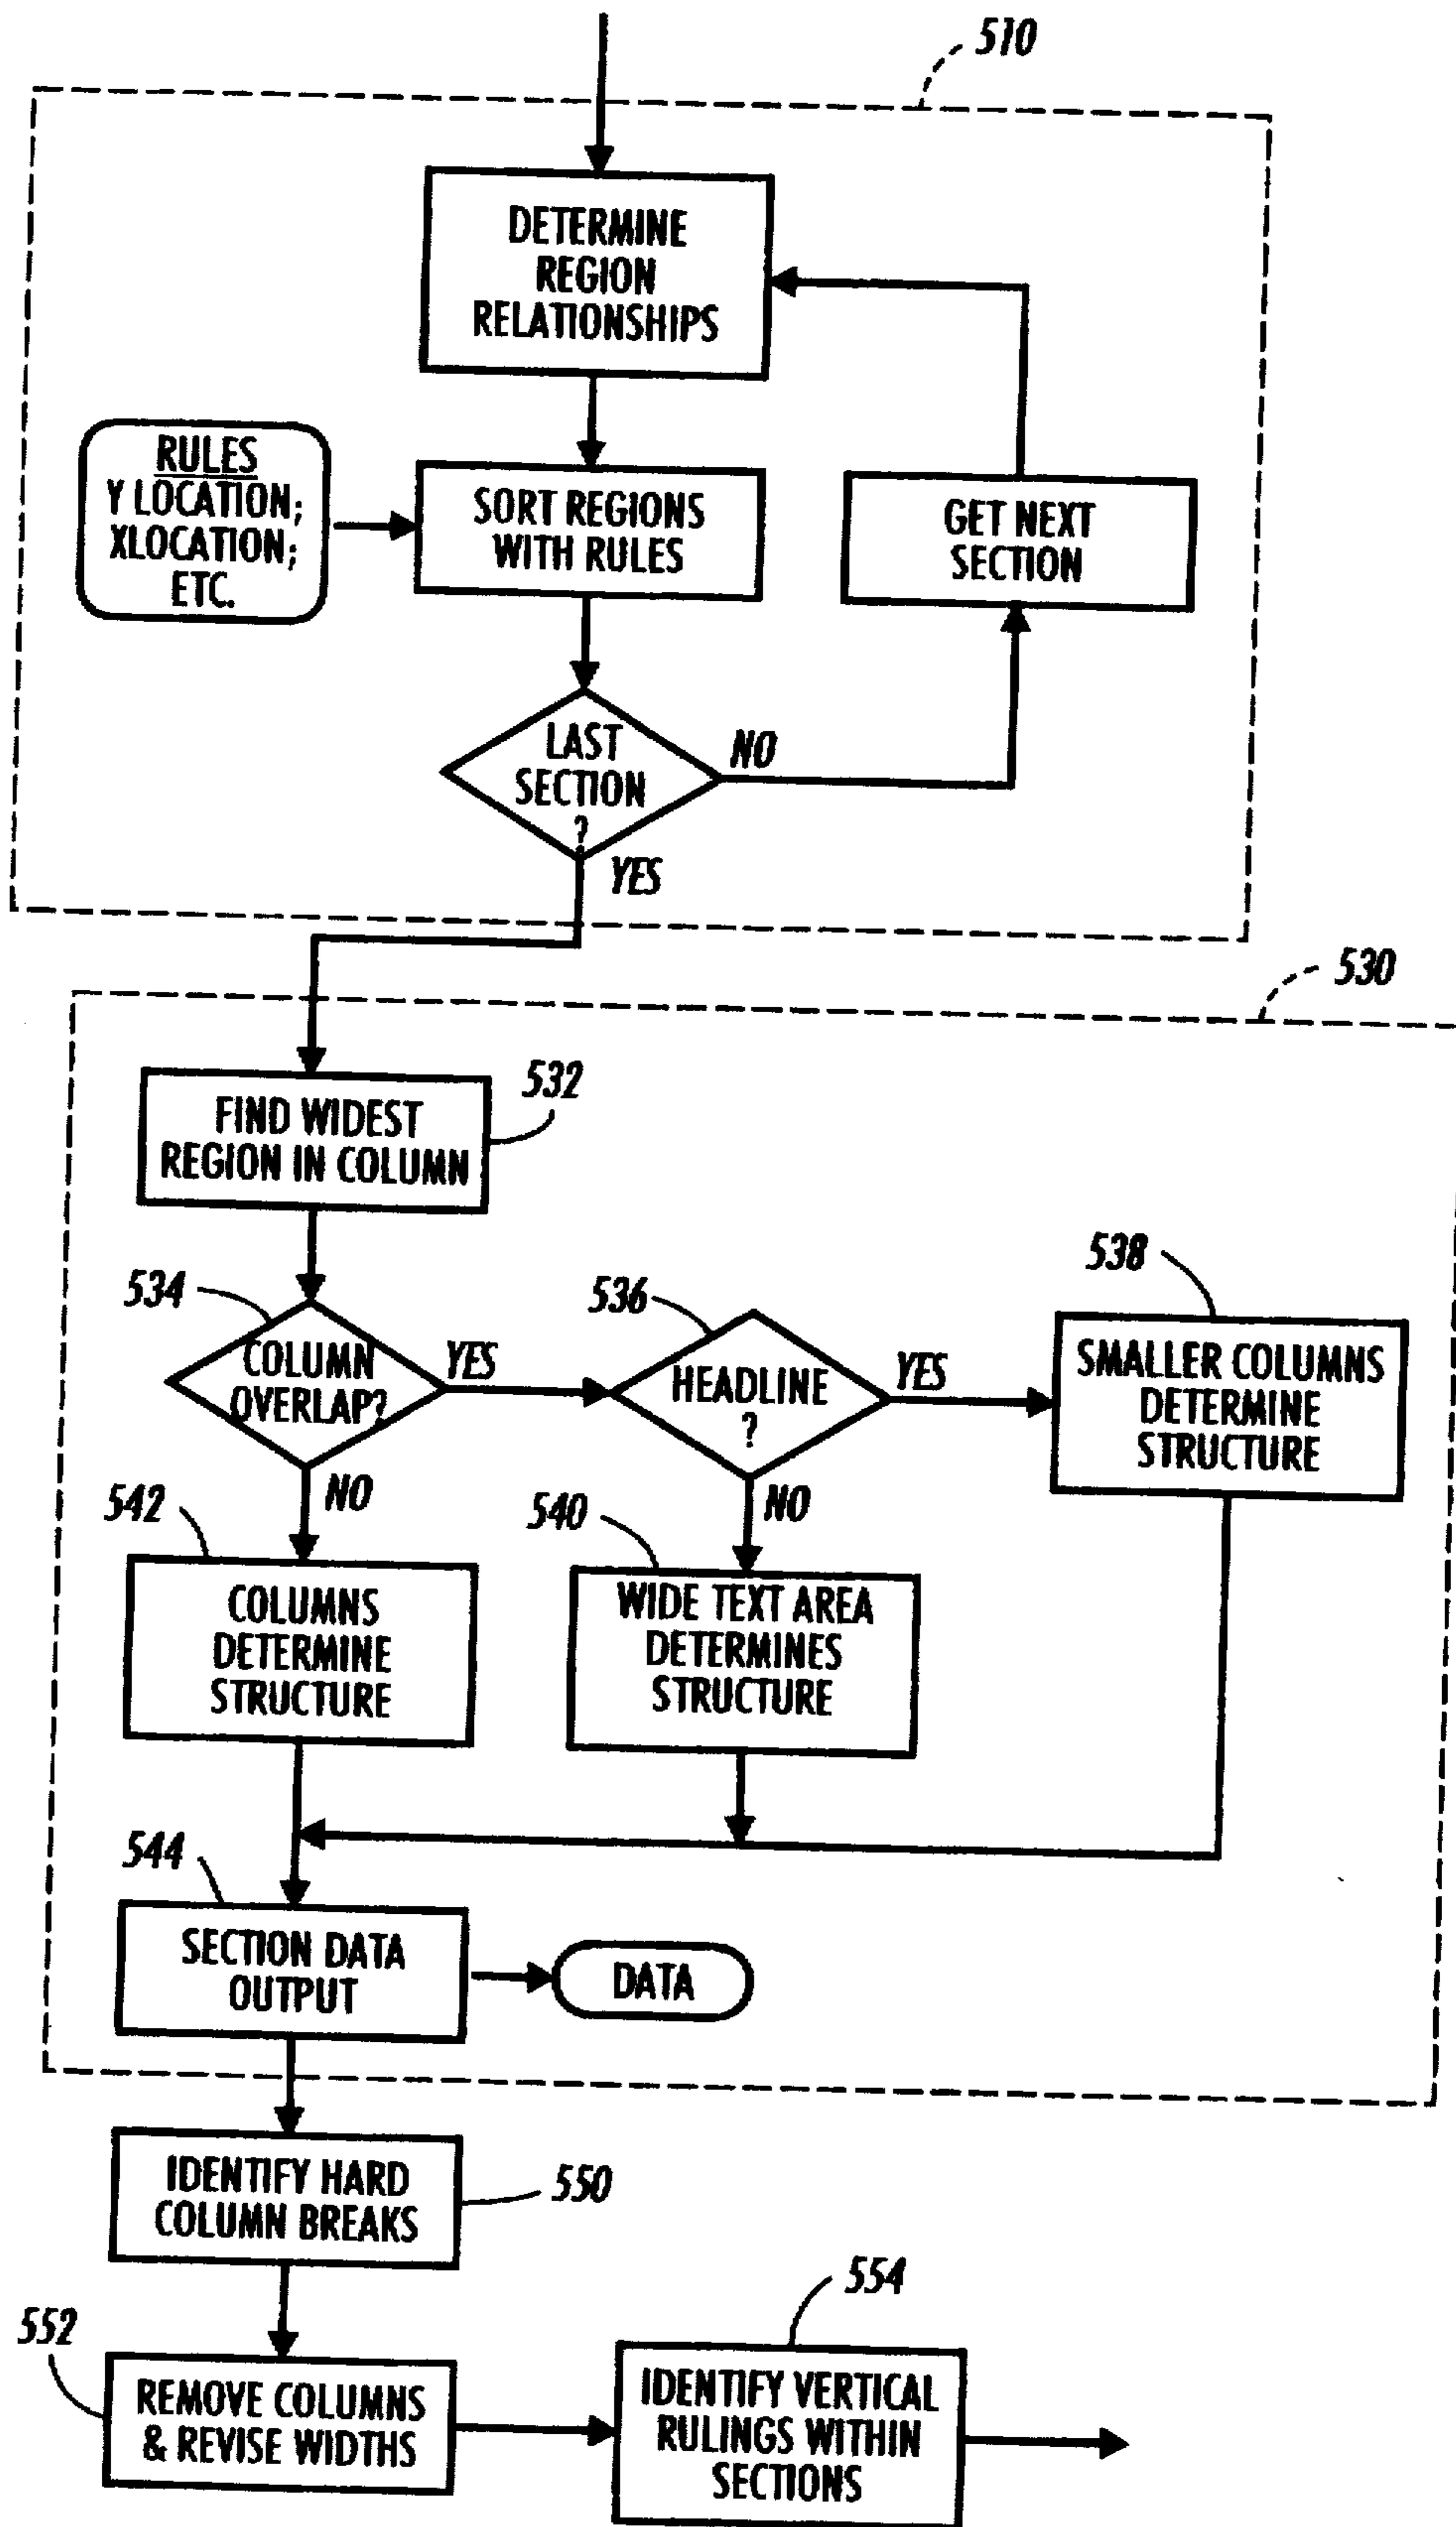 510
DETERMINE
REGION
RELATIONSHIPS
RULES
Y LOCATION;
XLOCATION;
ETC.
SORT REGIONS
WITH RULES
GET NEXT
SECTION
LAST
SECTION
?
NO
YES
530
FIND WIDEST
REGION IN COLUMN
532
534
COLUMN
OVERLAP?
YES
536
HEADLINE
?
YES
538
SMALLER COLUMNS
DETERMINE
STRUCTURE
NO
NO
542
COLUMNS
DETERMINE
STRUCTURE
540
WIDE TEXT AREA
DETERMINES
STRUCTURE
544
SECTION DATA
OUTPUT
DATA
IDENTIFY HARD
COLUMN BREAKS
550
552
REMOVE COLUMNS
& REVISE WIDTHS
554
IDENTIFY VERTICAL
RULINGS WITHIN
SECTIONS